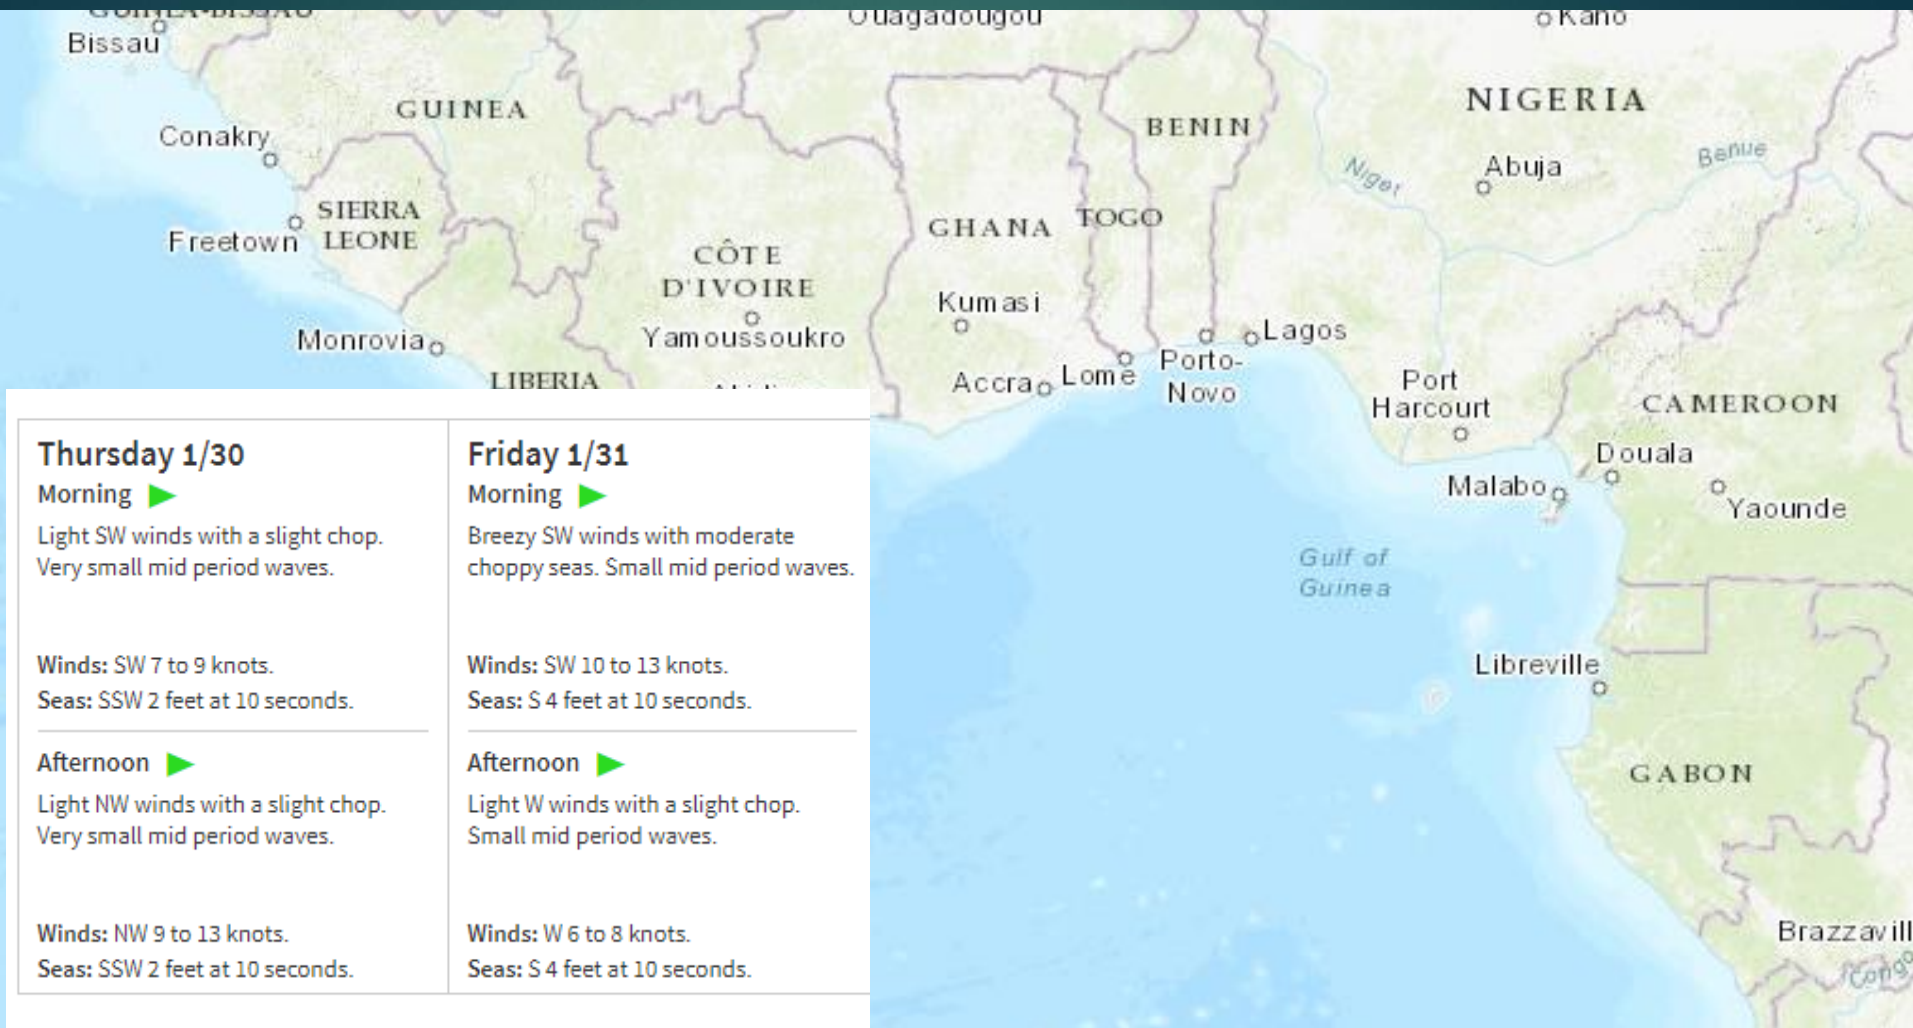 GUINEA-BISSAU
Bissau
Ouagadougou
Kano
GUINEA
NIGERIA
BENIN
Conakry
Abuja
Benue
Niger
SIERRA
LEONE
Freetown
GHANA
TOGO
CÔTE
D'IVOIRE
Kumasi
Yamoussoukro
Monrovia
Lagos
Porto-
Novo
Lome
Accra
LIBERIA
Port
Harcourt
CAMEROON
Douala
Malabo
Yaounde
Gulf of
Guinea
Libreville
GABON
Brazzavill
Congo
Thursday 1/30
Morning
Light SW winds with a slight chop.
Very small mid period waves.
Winds: SW 7 to 9 knots.
Seas: SSW 2 feet at 10 seconds.
Afternoon
Light NW winds with a slight chop.
Very small mid period waves.
Winds: NW 9 to 13 knots.
Seas: SSW 2 feet at 10 seconds.
Friday 1/31
Morning
Breezy SW winds with moderate
choppy seas. Small mid period waves.
Winds: SW 10 to 13 knots.
Seas: S 4 feet at 10 seconds.
Afternoon
Light W winds with a slight chop.
Small mid period waves.
Winds: W 6 to 8 knots.
Seas: S 4 feet at 10 seconds.